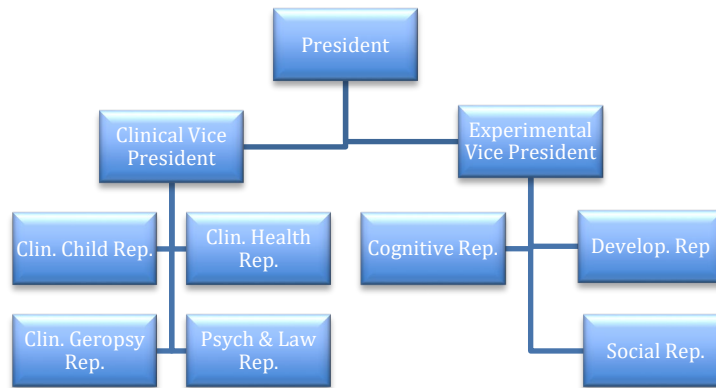 President
Clinical Vice
President
Experimental
Vice President
Clin. Child Rep.
Clin. Health
Rep.
Cognitive Rep.
Develop. Rep
Clin. Geropsy
Rep.
Psych & Law
Rep.
Social Rep.